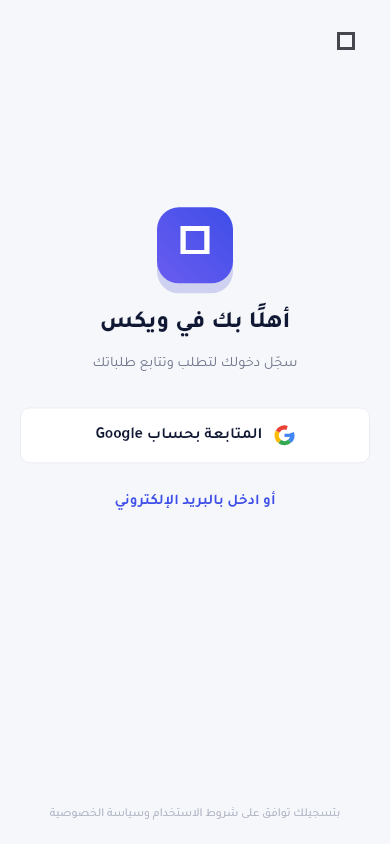 أهلًا بك في ويكس
سجّل دخولك لتطلب وتتابع طلباتك
المتابعة بحساب Google
أو ادخل بالبريد الإلكتروني
بتسجيلك توافق على شروط الاستخدام وسياسة الخصوصية